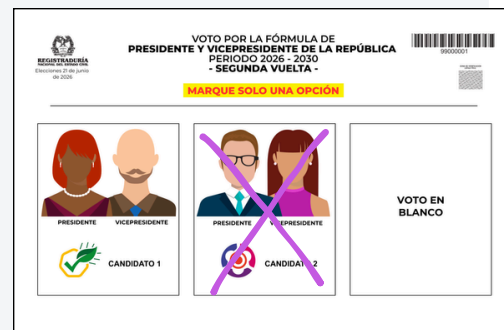 VOTO POR LA FÓRMULA DE
PRESIDENTE Y VICEPRESIDENTE DE LA REPÚBLICA
PERIODO 2026 - 2030
- SEGUNDA VUELTA -
REGISTRADURÍA
NACIONAL DEL ESTADO CIVIL
Elecciones 21 de junio
de 2026
99000001
MARQUE SOLO UNA OPCIÓN
PRESIDENTE VICEPRESIDENTE
CANDIDATO 1
PRESIDENTE VICEPRESIDENTE
CANDIDATO 2
VOTO EN
BLANCO